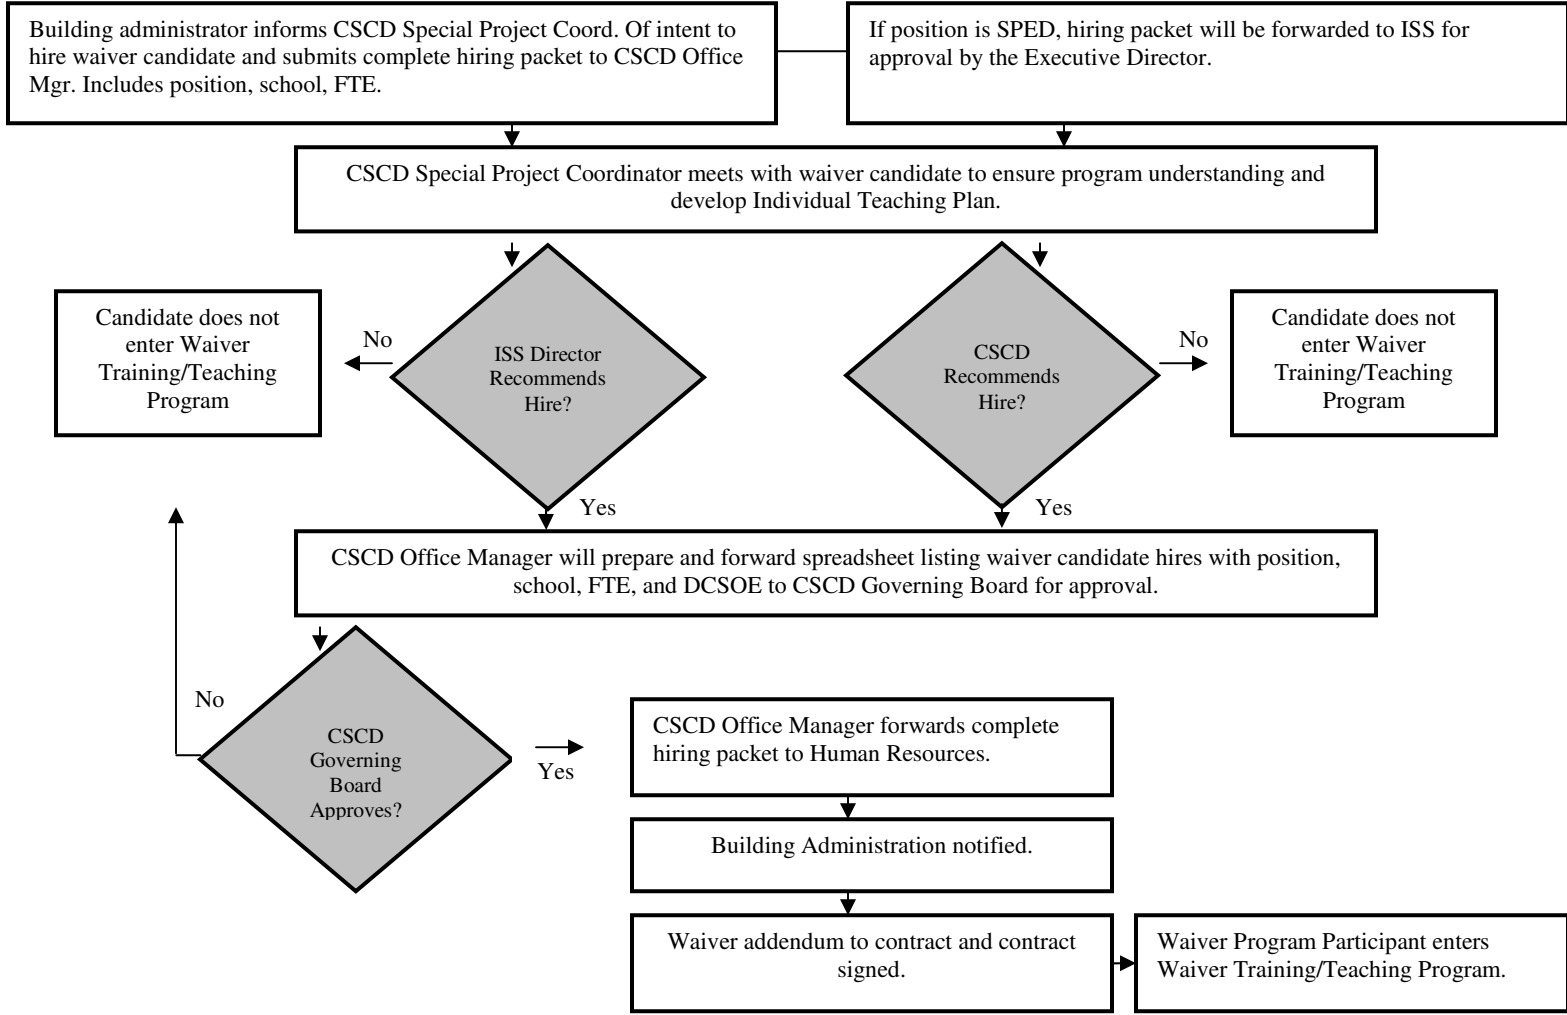 Building administrator informs CSCD Special Project Coord. Of intent to
hire waiver candidate and submits complete hiring packet to CSCD Office
Mgr. Includes position, school, FTE.
If position is SPED, hiring packet will be forwarded to ISS for
approval by the Executive Director.
CSCD Special Project Coordinator meets with waiver candidate to ensure program understanding and
develop Individual Teaching Plan.
Candidate does not
enter Waiver
Training/Teaching
Program
No
ISS Director
Recommends
Hire?
CSCD
Recommends
Hire?
No
Candidate does not
enter Waiver
Training/Teaching
Program
Yes
Yes
CSCD Office Manager will prepare and forward spreadsheet listing waiver candidate hires with position,
school, FTE, and DCSOE to CSCD Governing Board for approval.
No
CSCD
Governing
Board
Approves?
Yes
CSCD Office Manager forwards complete
hiring packet to Human Resources.
Building Administration notified.
Waiver addendum to contract and contract
signed.
Waiver Program Participant enters
Waiver Training/Teaching Program.